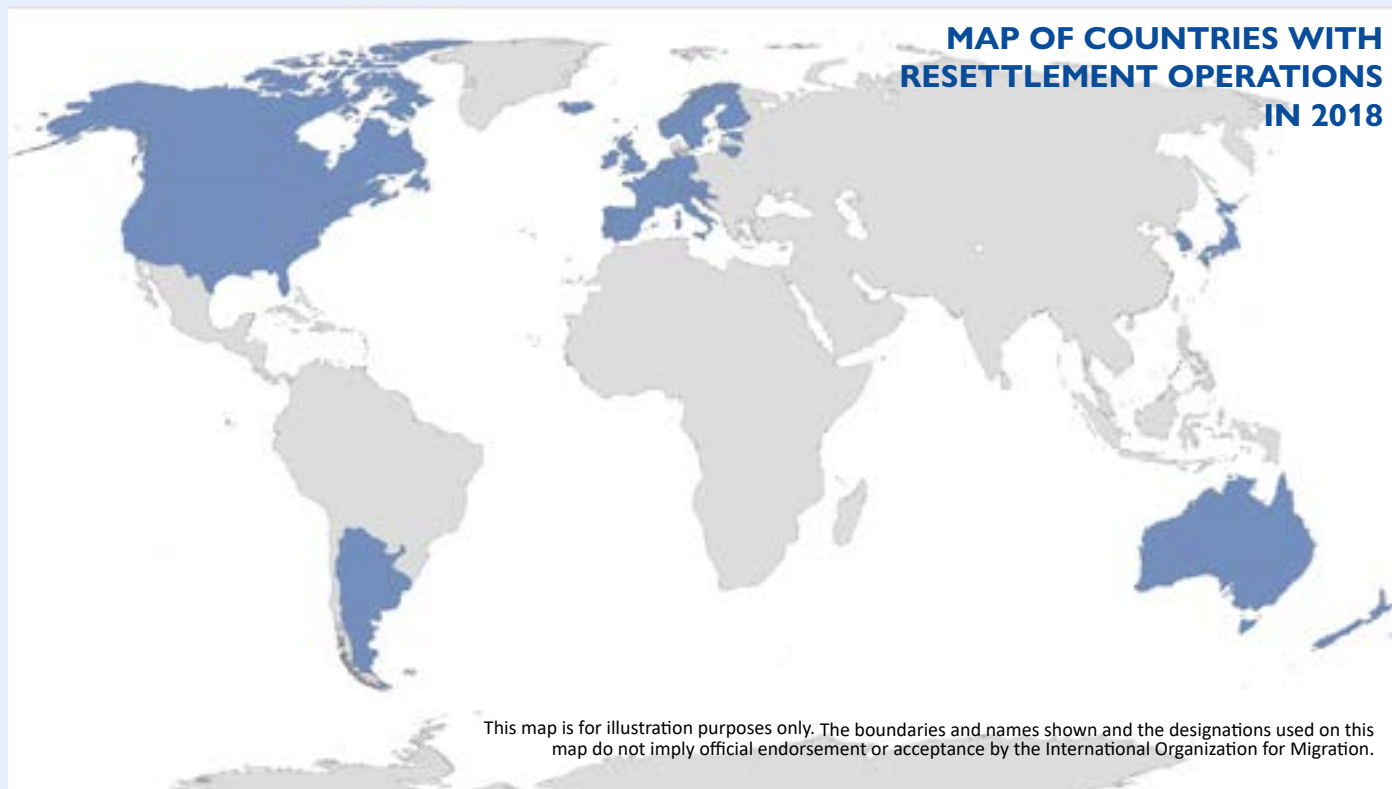 MAP OF COUNTRIES WITH
RESETTLEMENT OPERATIONS
IN 2018
This map is for illustration purposes only. The boundaries and names shown and the designations used on this
map do not imply official endorsement or acceptance by the International Organization for Migration.